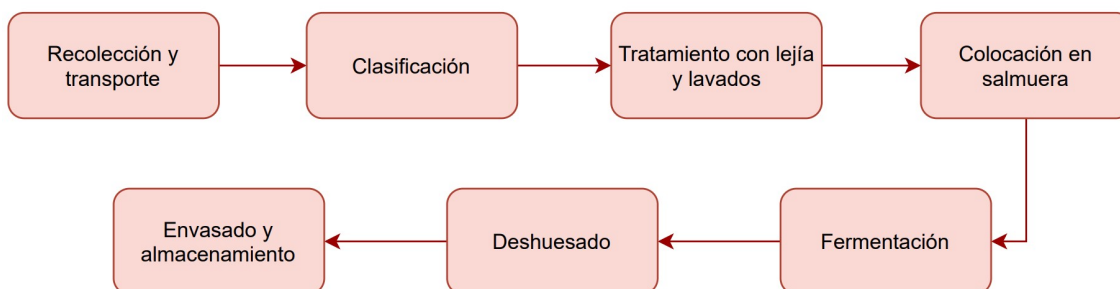 Recolección y
transporte
Clasificación
Tratamiento con lejía
y lavados
Colocación en
salmuera
Fermentación
Deshuesado
Envasado y
almacenamiento